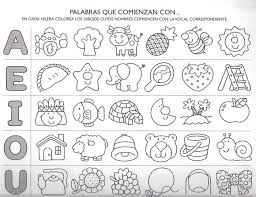 PALABRAS QUE COMIENZAN CON...
EN CADA HILERA COLOREA LOS DIBUJOS CUYOS NOMBRES COMIENCEN CON LA VOCAL CORRESPONDIENTE.
A
E
I
O
U